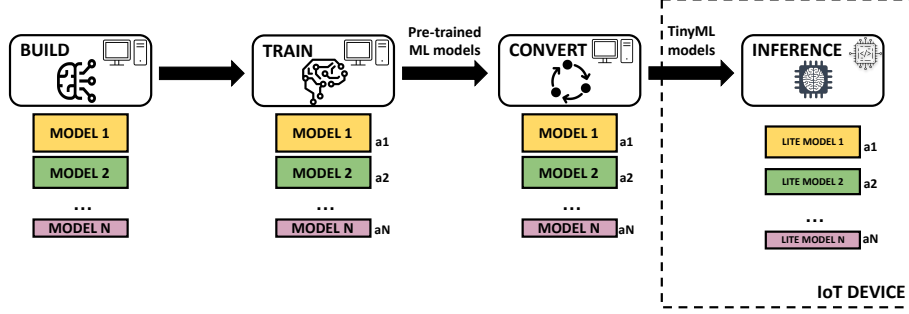 BUILD
MODEL 1
MODEL 2
...
MODEL N
TRAIN
MODEL 1 a1
MODEL 2 a2
...
MODEL N aN
Pre-trained
ML models
CONVERT
MODEL 1 a1
MODEL 2 a2
...
MODEL N aN
TinyML
models
INFERENCE
</>
LITE MODEL 1 a1
LITE MODEL 2 a2
...
LITE MODEL N aN
IoT DEVICE